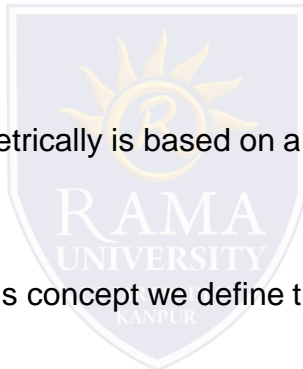 etrically is based on a
RAMA
UNIVERSITY
s concept we define t
KANPUR